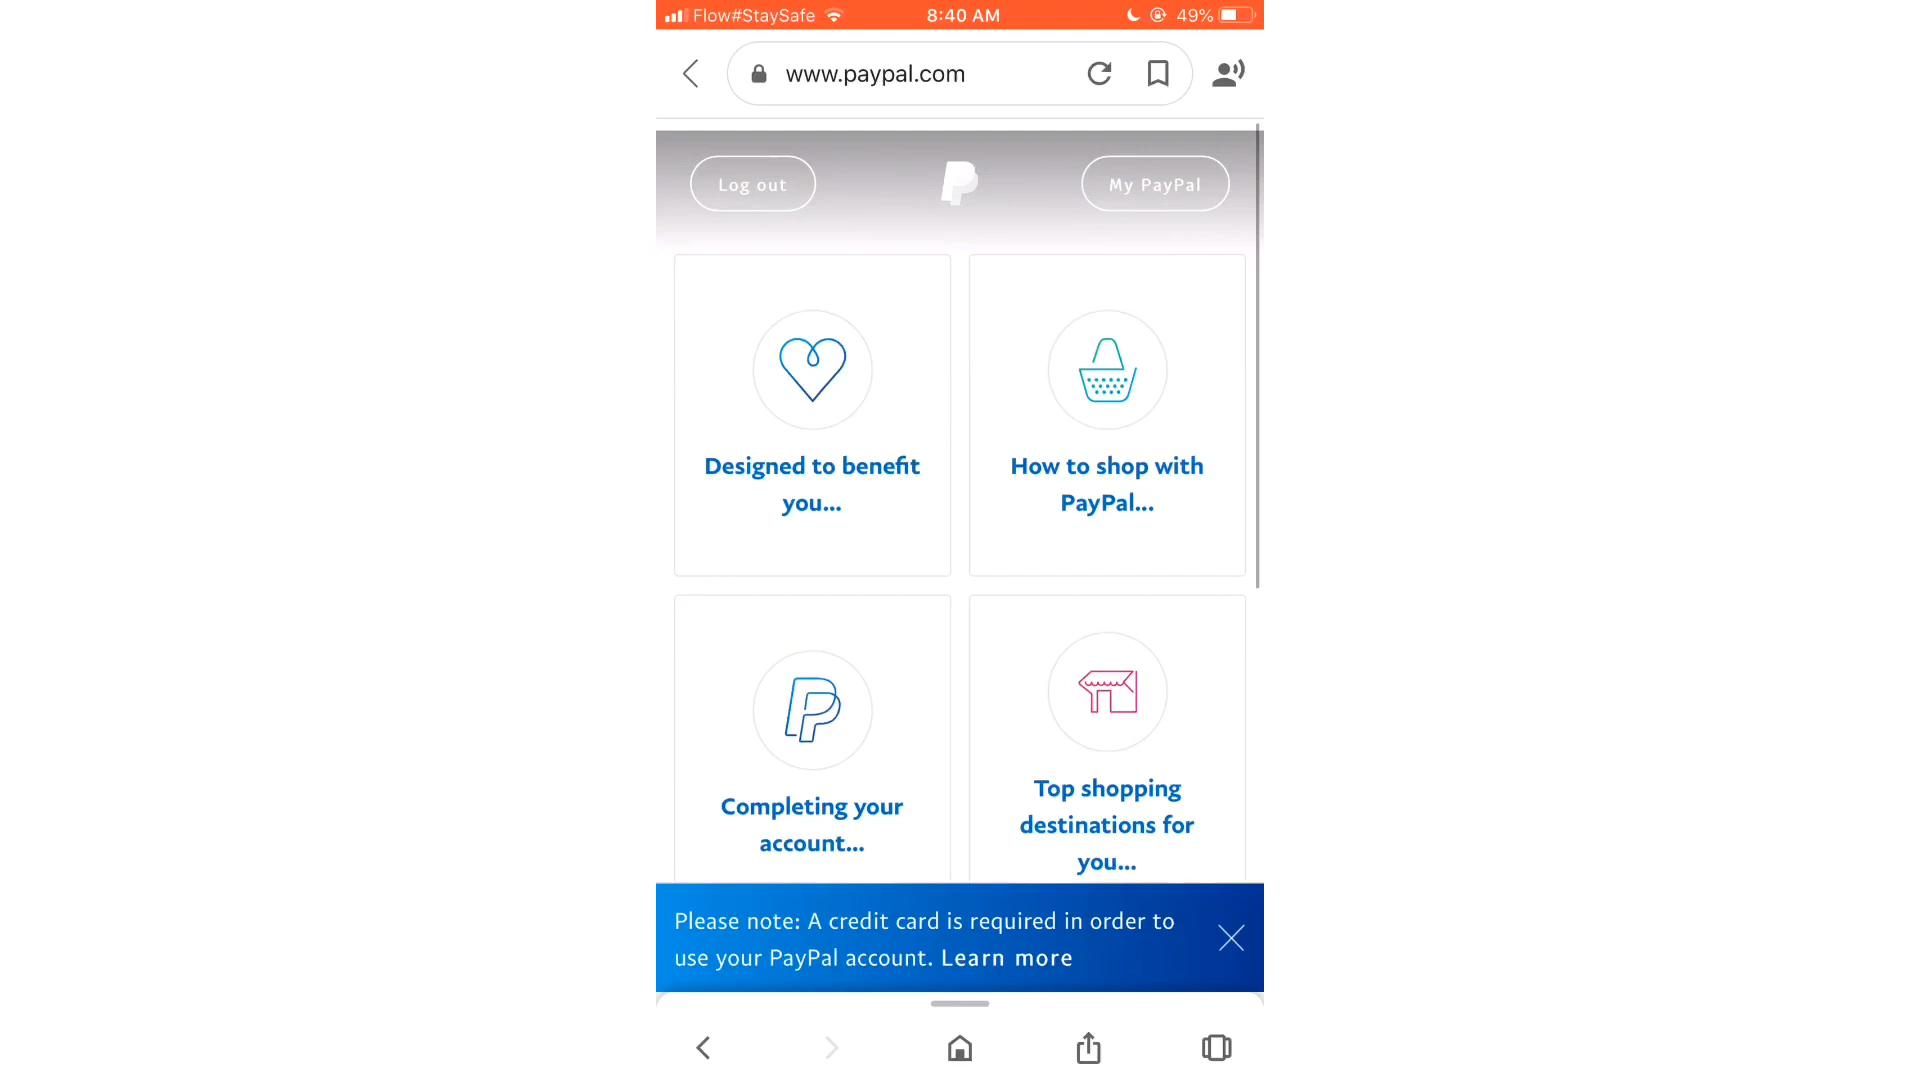 Flow#StaySafe
8:40 AM
49%
www.paypal.com
Log out
My PayPal
Designed to benefit
you...
How to shop with
PayPal...
Completing your
account...
Top shopping
destinations for
you...
Please note: A credit card is required in order to
use your PayPal account. Learn more